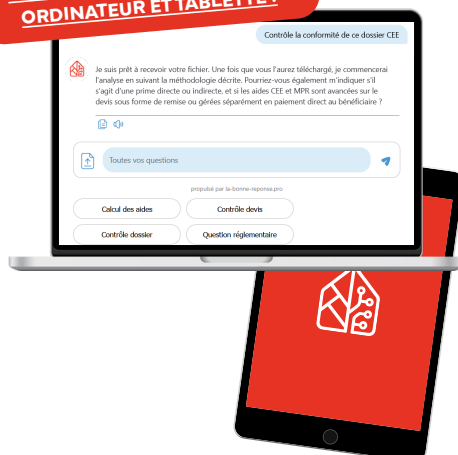 ORDINATEUR ET TABLETTE !
Contrôle la conformité de ce dossier CEE
Je suis prêt à recevoir votre fichier. Une fois que vous l'aurez téléchargé, je commencerai
l'analyse en suivant la méthodologie décrite. Pourriez-vous également m'indiquer s'il
s'agit d'une prime directe ou indirecte, et si les aides CEE et MPR sont avancées sur le
devis sous forme de remise ou gérées séparément en paiement direct au bénéficiaire ?
Toutes vos questions
propulsé par la-bonne-reponse.pro
Calcul des aides
Contrôle devis
Contrôle dossier
Question réglementaire